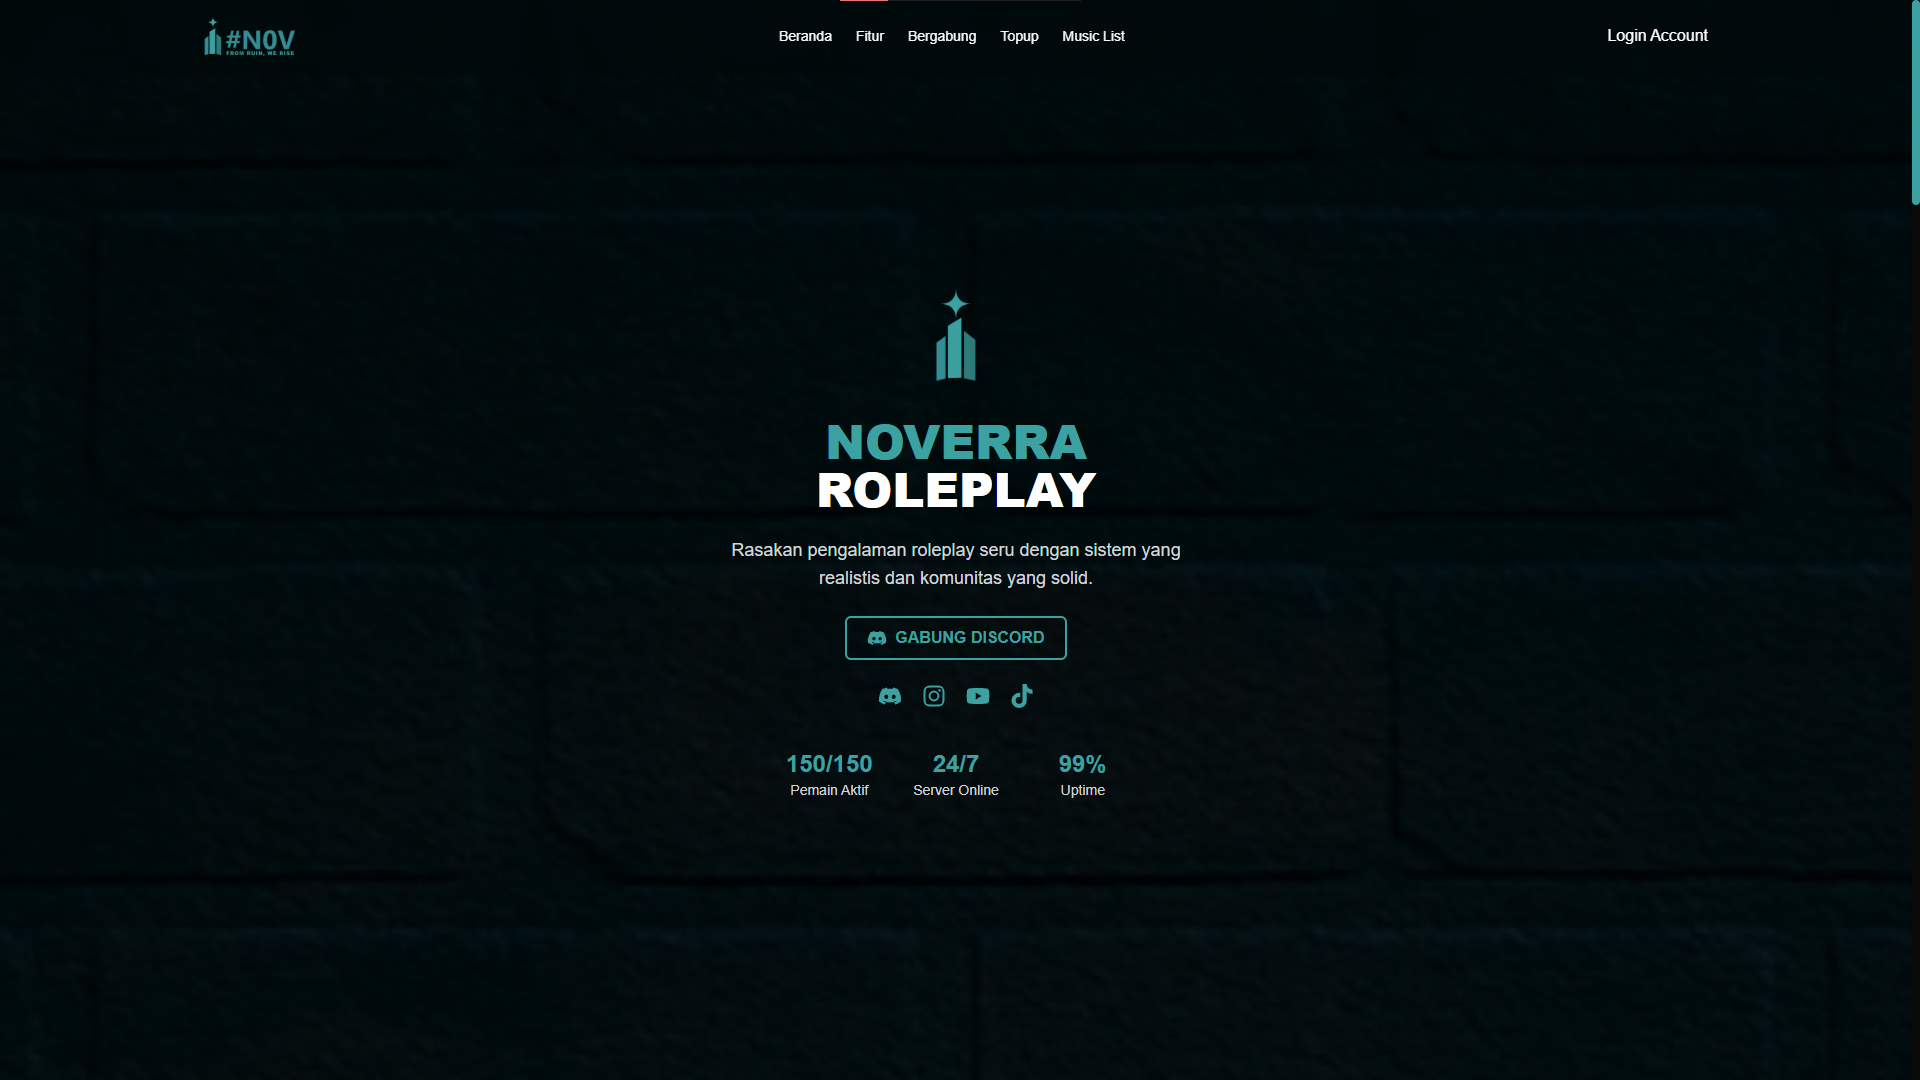 #N0V
FROM RUIN, WE RISE
Beranda
Fitur
Bergabung
Topup
Music List
Login Account
NOVERRA
ROLEPLAY
Rasakan pengalaman roleplay seru dengan sistem yang
realistis dan komunitas yang solid.
GABUNG DISCORD
150/150
Pemain Aktif
24/7
Server Online
99%
Uptime